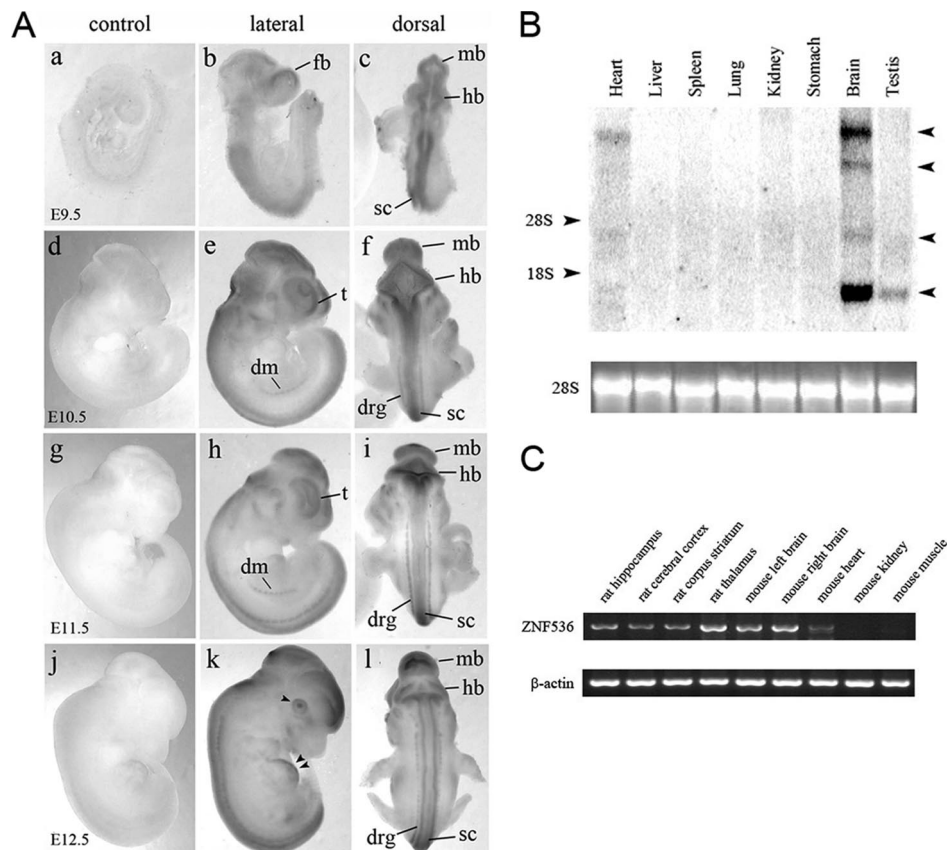 A
control lateral dorsal
a b c
fb
mb
hb
sc
E9.5
d e f
mb
hb
t
dm
drg
sc
E10.5
g h i
mb
hb
t
dm
drg
sc
E11.5
j k l
mb
hb
drg
sc
E12.5
B
Heart
Liver
Spleen
Lung
Kidney
Stomach
Brain
Testis
28S
18S
28S
C
rat hippocampus
rat cerebral cortex
rat corpus striatum
rat thalamus
mouse left brain
mouse right brain
mouse heart
mouse kidney
mouse muscle
ZNF536
β-actin